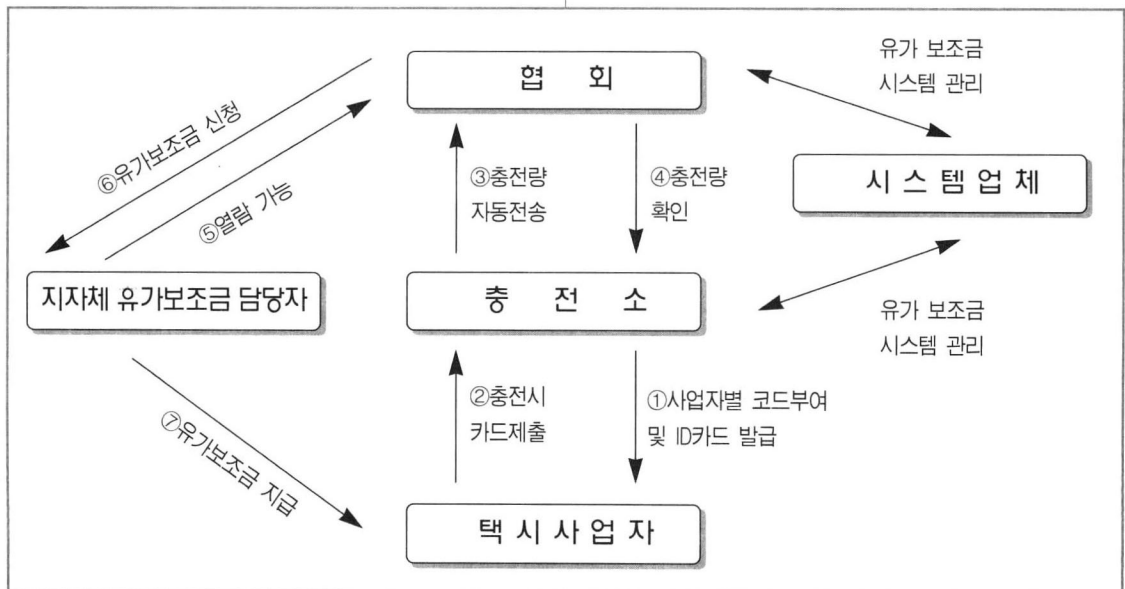 협 회
유가 보조금
시스템 관리
⑥유가보조금 신청
⑤열람 가능
③충전량
자동전송
④충전량
확인
시 스 템 업 체
지자체 유가보조금 담당자
충 전 소
유가 보조금
시스템 관리
②충전시
카드제출
①사업자별 코드부여
및 ID카드 발급
⑦유가보조금 지급
택 시 사 업 자